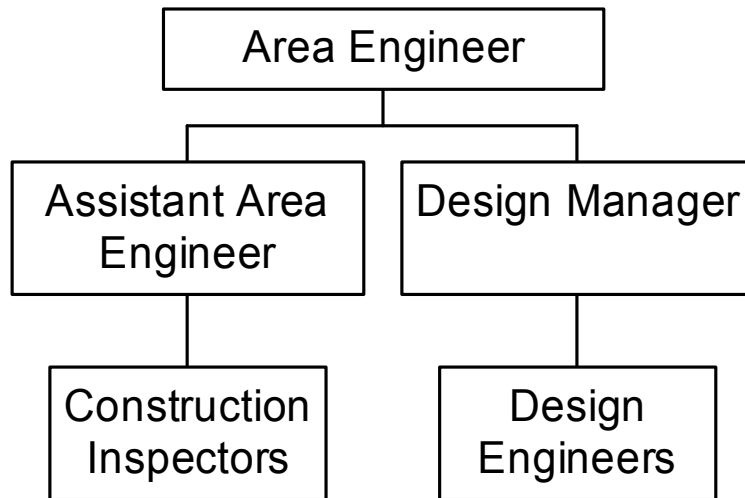 Area Engineer
Assistant Area
Engineer
Design Manager
Construction
Inspectors
Design
Engineers